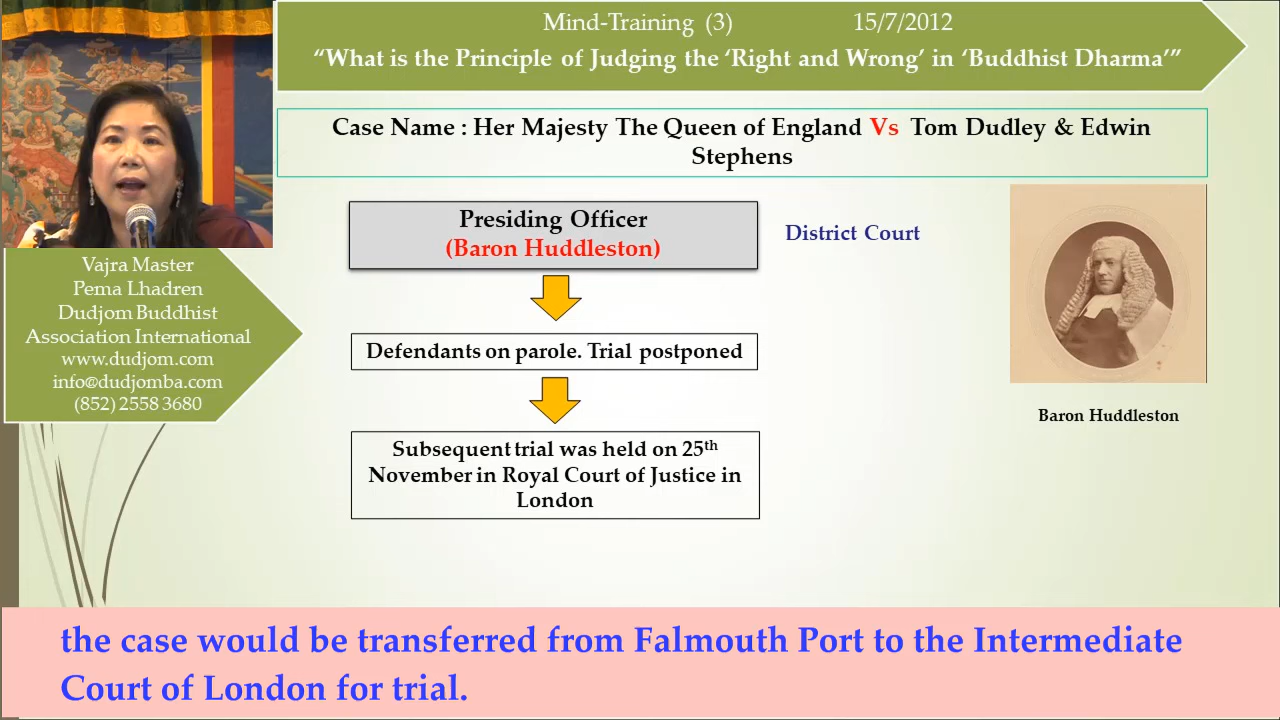 Mind-Training (3) 15/7/2012
“What is the Principle of Judging the ‘Right and Wrong’ in ‘Buddhist Dharma’”
Case Name : Her Majesty The Queen of England Vs Tom Dudley & Edwin
Stephens
Presiding Officer
(Baron Huddleston)
District Court
Defendants on parole. Trial postponed
Subsequent trial was held on 25th
November in Royal Court of Justice in
London
Baron Huddleston
Vajra Master
Pema Lhadren
Dudjom Buddhist
Association International
www.dudjom.com
info@dudjomba.com
(852) 2558 3680
the case would be transferred from Falmouth Port to the Intermediate
Court of London for trial.